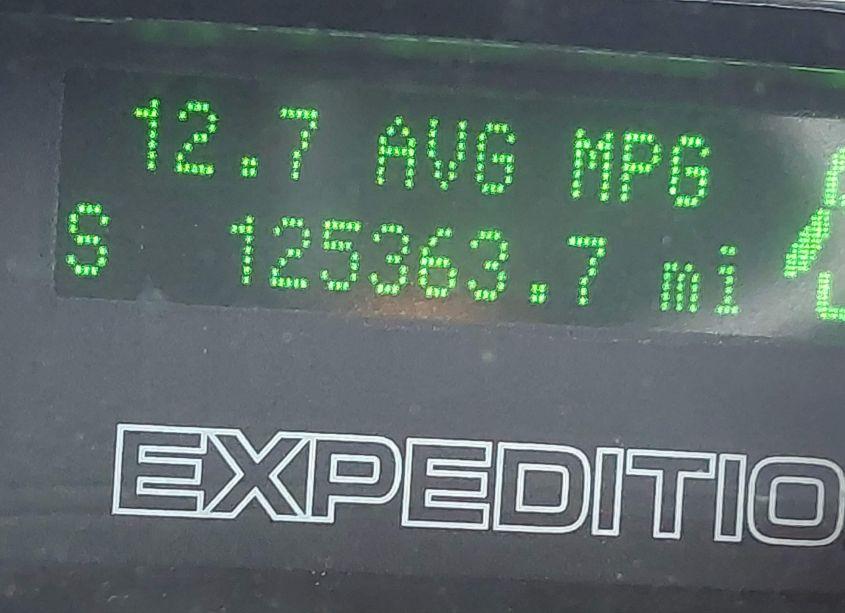 12.7 AVG MPG
S 125363.7 mi
EXPEDITIO